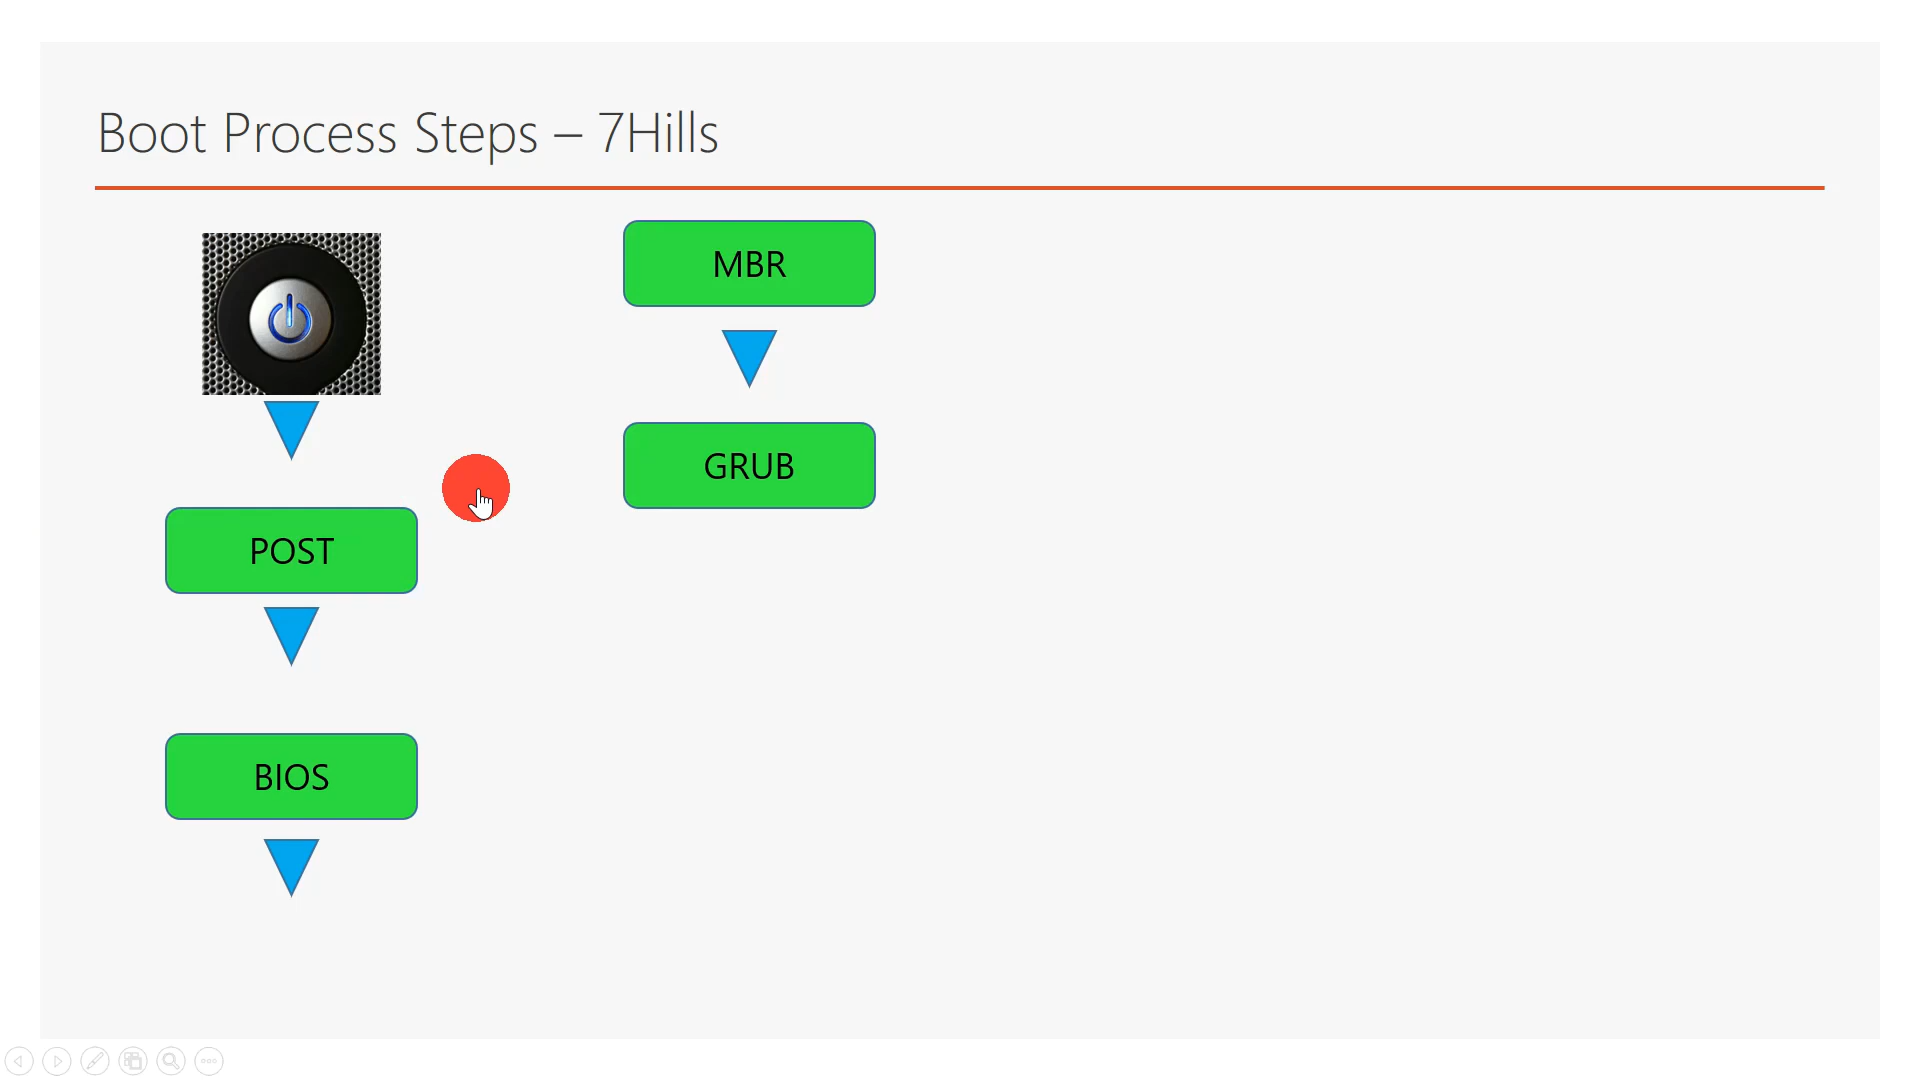 Boot Process Steps – 7Hills
POST
BIOS
MBR
GRUB